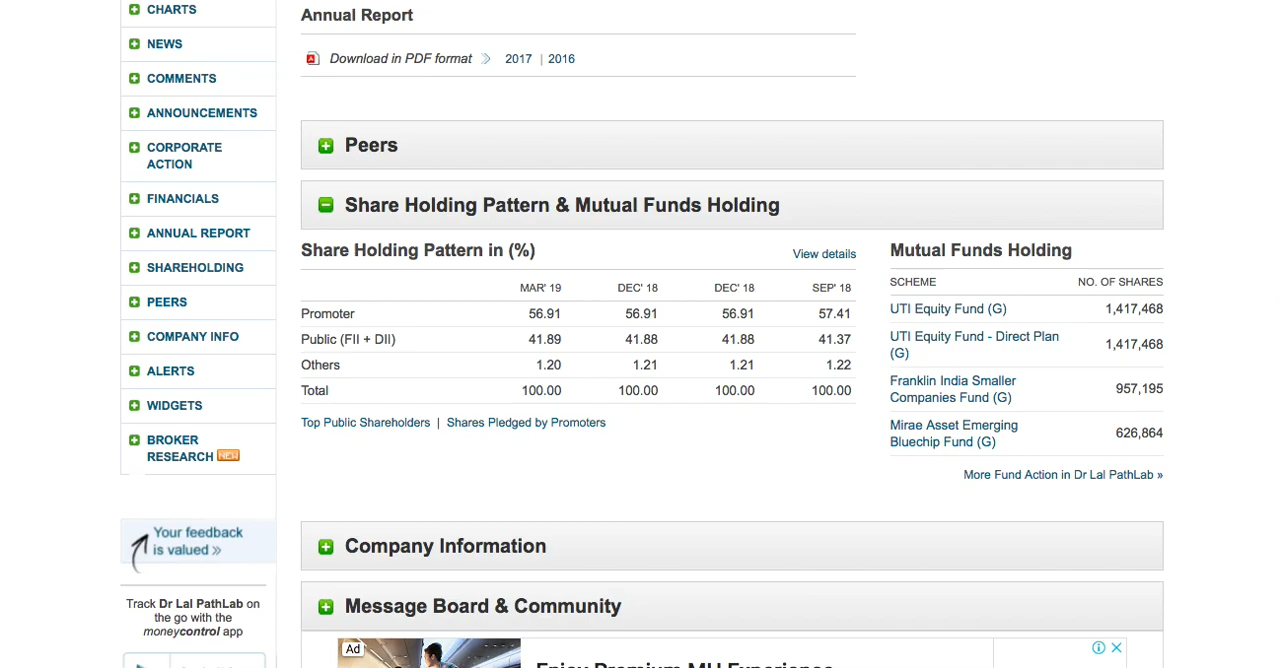 CHARTS
NEWS
COMMENTS
ANNOUNCEMENTS
CORPORATE
ACTION
FINANCIALS
ANNUAL REPORT
SHAREHOLDING
PEERS
COMPANY INFO
ALERTS
WIDGETS
BROKER
RESEARCH NEW
Your feedback
is valued »
Track Dr Lal PathLab on
the go with the
moneycontrol app
Annual Report
Download in PDF format 2017 | 2016
Peers
Share Holding Pattern & Mutual Funds Holding
Share Holding Pattern in (%) View details
MAR' 19 DEC' 18 DEC' 18 SEP' 18
Promoter 56.91 56.91 56.91 57.41
Public (FII + DII) 41.89 41.88 41.88 41.37
Others 1.20 1.21 1.21 1.22
Total 100.00 100.00 100.00 100.00
Top Public Shareholders | Shares Pledged by Promoters
Mutual Funds Holding
SCHEME NO. OF SHARES
UTI Equity Fund (G) 1,417,468
UTI Equity Fund - Direct Plan
(G) 1,417,468
Franklin India Smaller
Companies Fund (G) 957,195
Mirae Asset Emerging
Bluechip Fund (G) 626,864
More Fund Action in Dr Lal PathLab »
Company Information
Message Board & Community
Ad
Enjoy Premium MU Experience